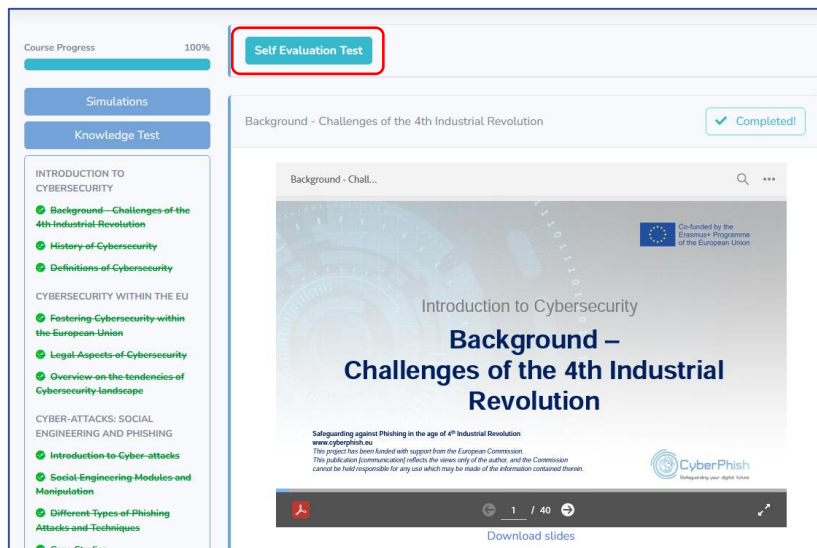 Course Progress 100%
Simulations
Knowledge Test
INTRODUCTION TO
CYBERSECURITY
Background - Challenges of the
4th Industrial Revolution
History of Cybersecurity
Definitions of Cybersecurity
CYBERSECURITY WITHIN THE EU
Fostering Cybersecurity within
the European Union
Legal Aspects of Cybersecurity
Overview on the tendencies of
Cybersecurity landscape
CYBER-ATTACKS: SOCIAL
ENGINEERING AND PHISHING
Introduction to Cyber-attacks
Social Engineering Modules and
Manipulation
Different Types of Phishing
Attacks and Techniques
Case Studies
Self Evaluation Test
Background - Challenges of the 4th Industrial Revolution
Completed!
Background - Chall...
Co-funded by the
Erasmus+ Programme
of the European Union
Introduction to Cybersecurity
Background –
Challenges of the 4th Industrial
Revolution
Safeguarding against Phishing in the age of 4th Industrial Revolution
www.cyberphish.eu
This project has been funded with support from the European Commission.
This publication [communication] reflects the views only of the author, and the Commission
cannot be held responsible for any use which may be made of the information contained therein.
CyberPhish
Safeguarding your digital future
1 / 40
Download slides